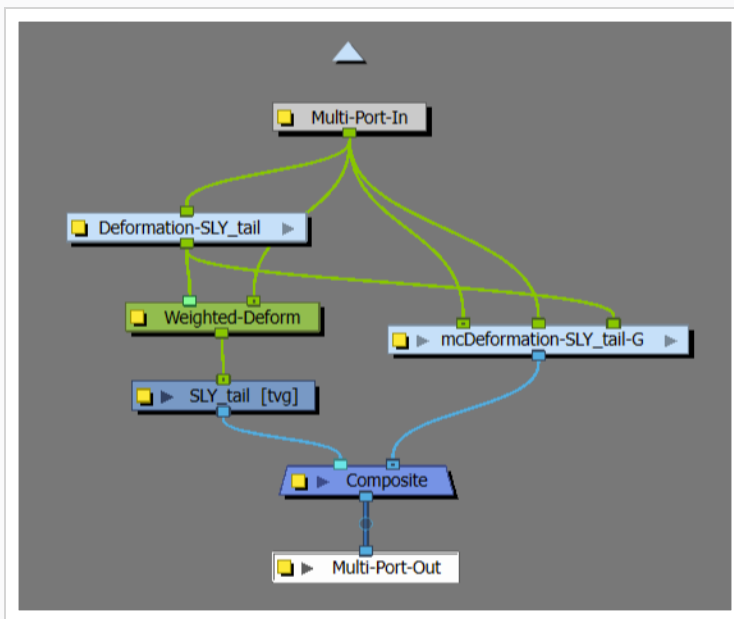 Multi-Port-In
Deformation-SLY_tail
Weighted-Deform
mcDeformation-SLY_tail-G
SLY_tail [tvg]
Composite
Multi-Port-Out